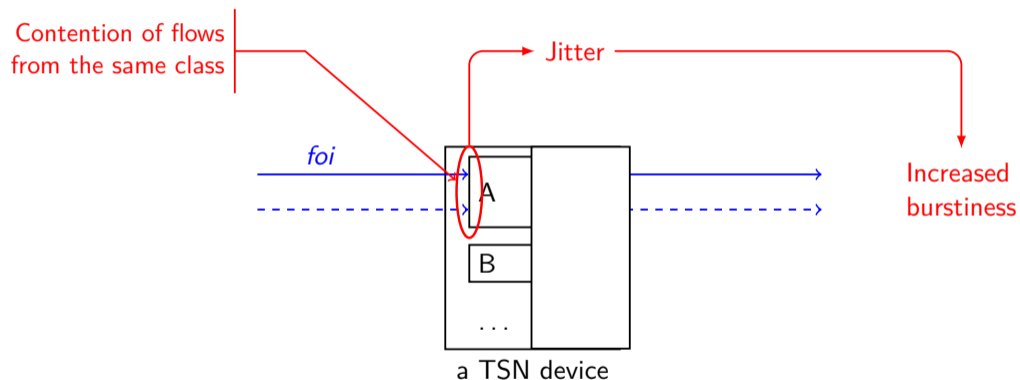 Contention of flows
from the same class
Jitter
foi
Increased
burstiness
A
B
...
a TSN device